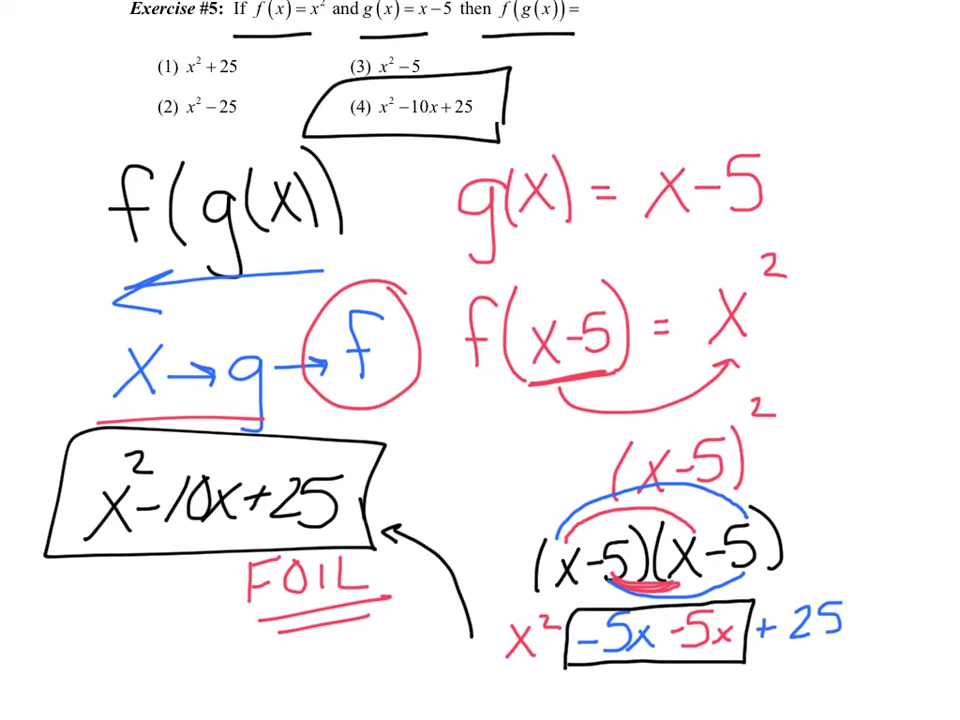 Exercise #5: If f(x) = x² and g(x) = x − 5 then f(g(x)) =
(1) x² + 25 (3) x² − 5
(2) x² − 25 (4) x² − 10x + 25
f(g(x))
g(x) = x − 5
f(x − 5) = x²
x → g → f
(x − 5)²
x² − 10x + 25
(x − 5)(x − 5)
FOIL
x² − 5x − 5x + 25